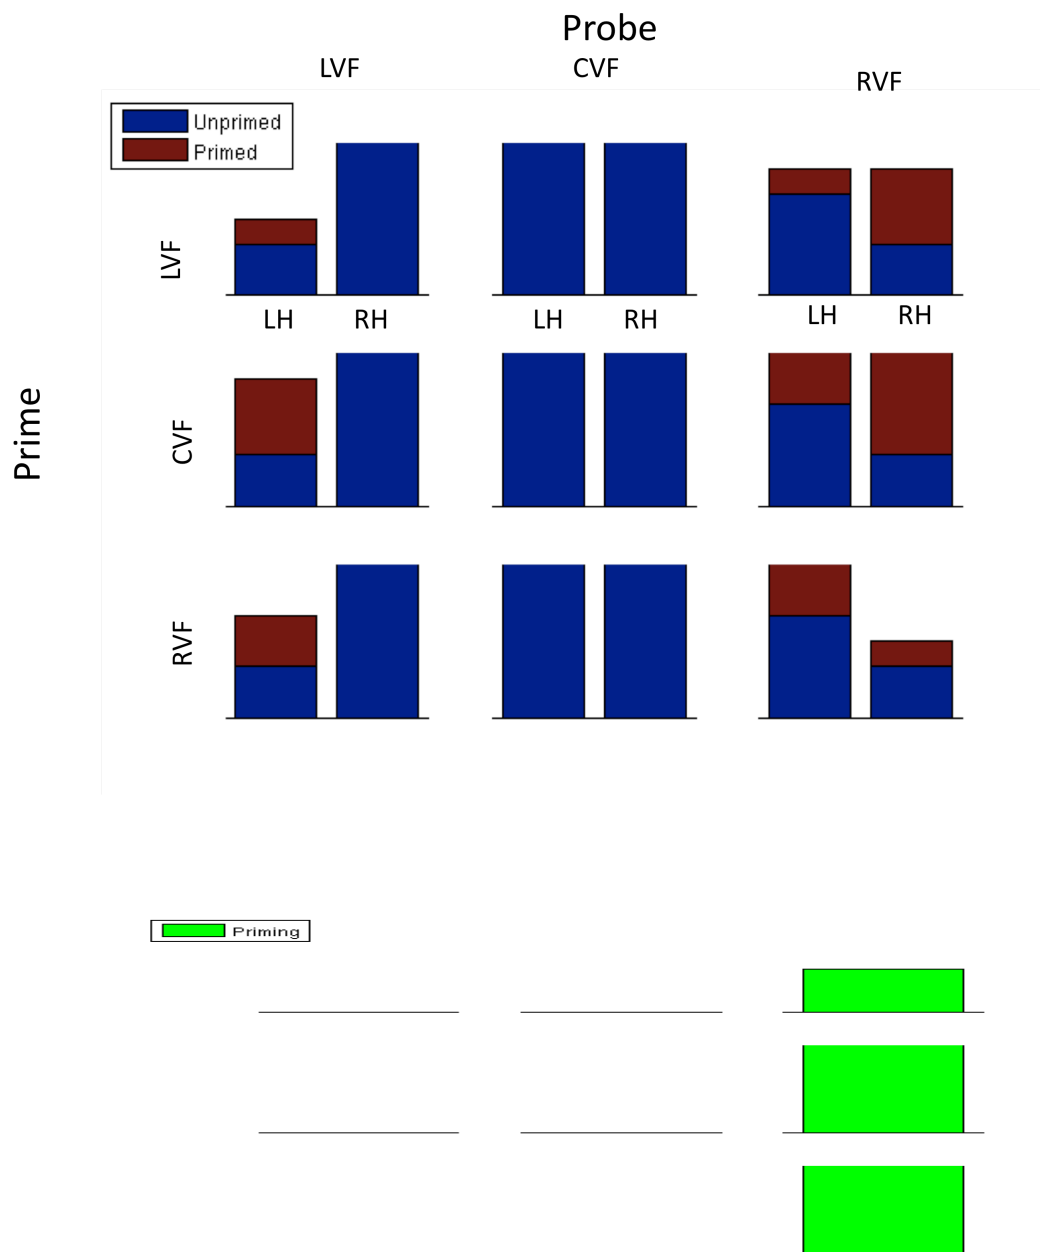 Probe
LVF CVF RVF
Unprimed
Primed
LVF
LH RH LH RH LH RH
Prime
CVF
RVF
Priming